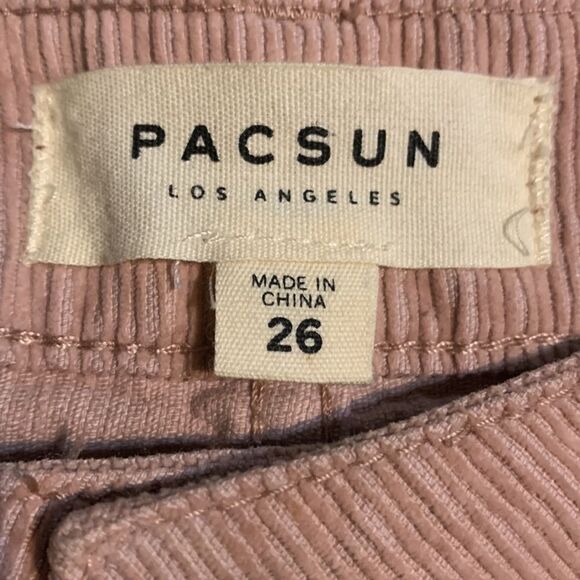 PACSUN
LOS ANGELES
MADE IN
CHINA
26